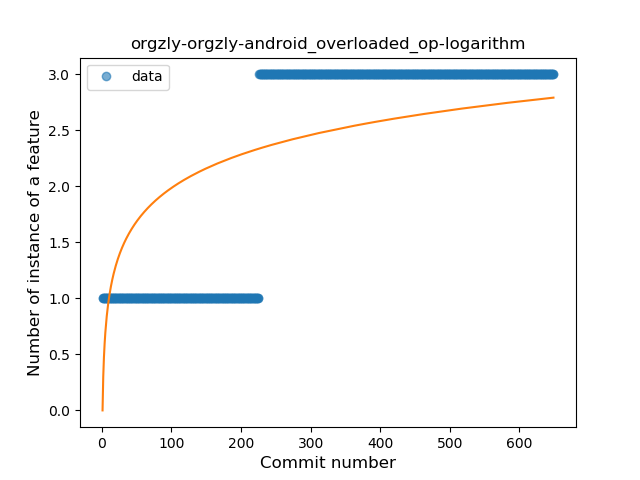 orgzly-orgzly-android_overloaded_op-logarithm
data
Number of instance of a feature
3.0
2.5
2.0
1.5
1.0
0.5
0.0
0 100 200 300 400 500 600
Commit number